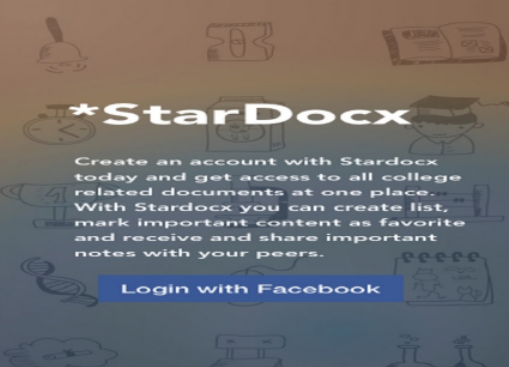 *StarDocx
Create an account with Stardocx
today and get access to all college
related documents at one place.
With Stardocx you can create list,
mark important content as favorite
and receive and share important
notes with your peers.
Login with Facebook